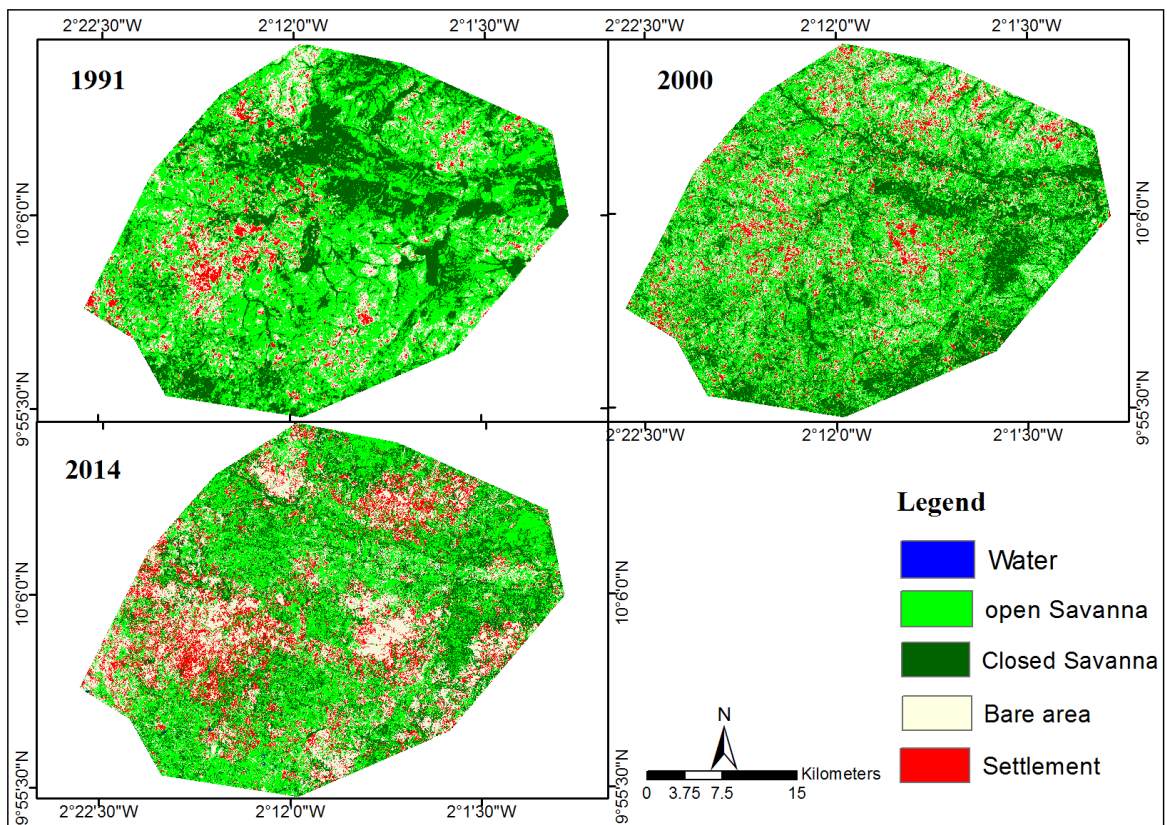 2°22'30"W 2°12'0"W 2°1'30"W 2°22'30"W 2°12'0"W 2°1'30"W
1991
2000
10°6'0"N
10°6'0"N
9°55'30"N
9°55'30"N
2°22'30"W 2°12'0"W 2°1'30"W
2014
10°6'0"N
10°6'0"N
9°55'30"N
9°55'30"N
2°22'30"W 2°12'0"W 2°1'30"W
Legend
Water
open Savanna
Closed Savanna
Bare area
Settlement
N
Kilometers
0 3.75 7.5 15